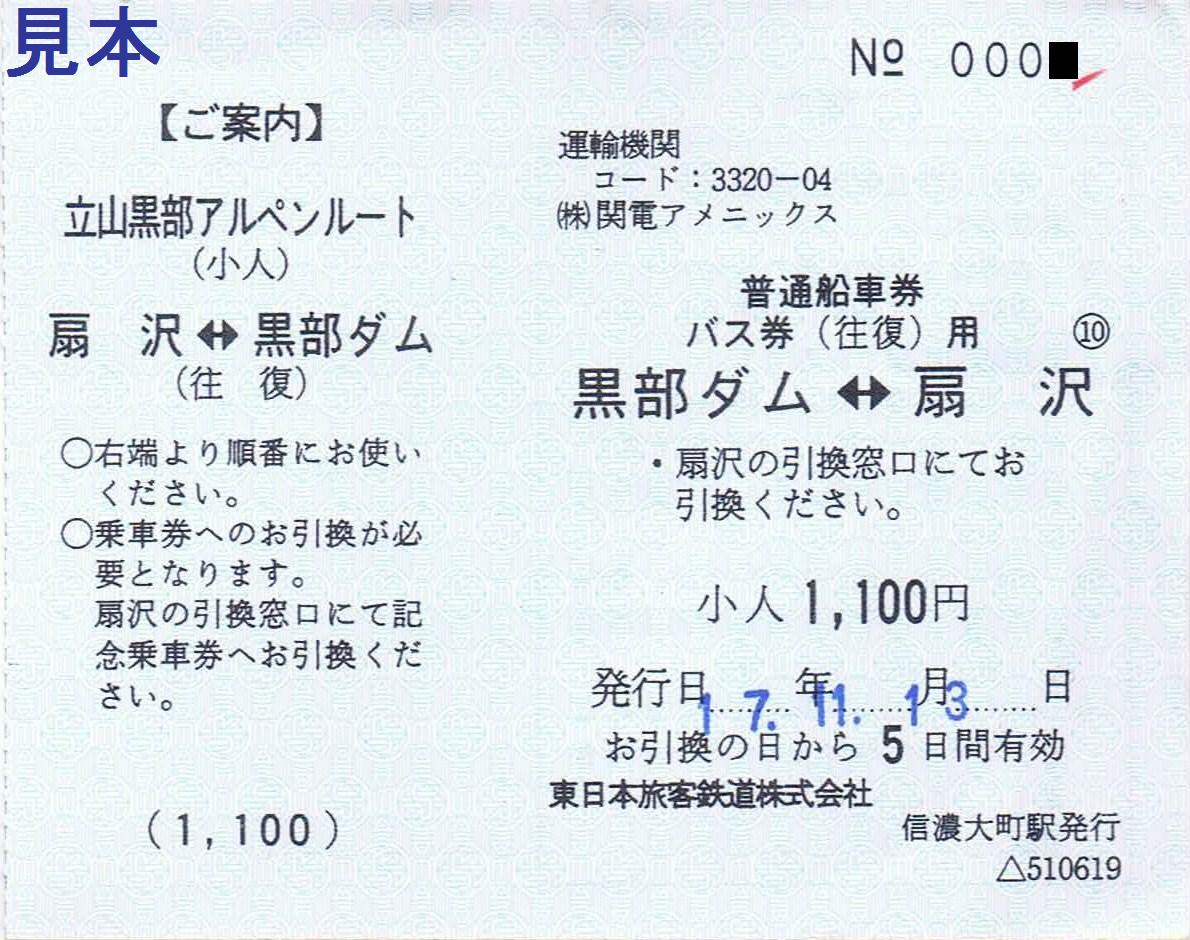 見本
【ご案内】
立山黒部アルペンルート
(小人)
扇 沢↔黒部ダム
(往 復)
○右端より順番にお使い
ください。
○乗車券へのお引換が必
要となります。
扇沢の引換窓口にて記
念乗車券へお引換くだ
さい。
(1,100)
№ 000
運輸機関
コード：3320-04
㈱関電アメニックス
普通船車券
バス券(往復)用 ⑩
黒部ダム↔扇 沢
・扇沢の引換窓口にてお
引換ください。
小人1,100円
発行日 年 月 日
17.11.13
お引換の日から5日間有効
東日本旅客鉄道株式会社
信濃大町駅発行
△510619